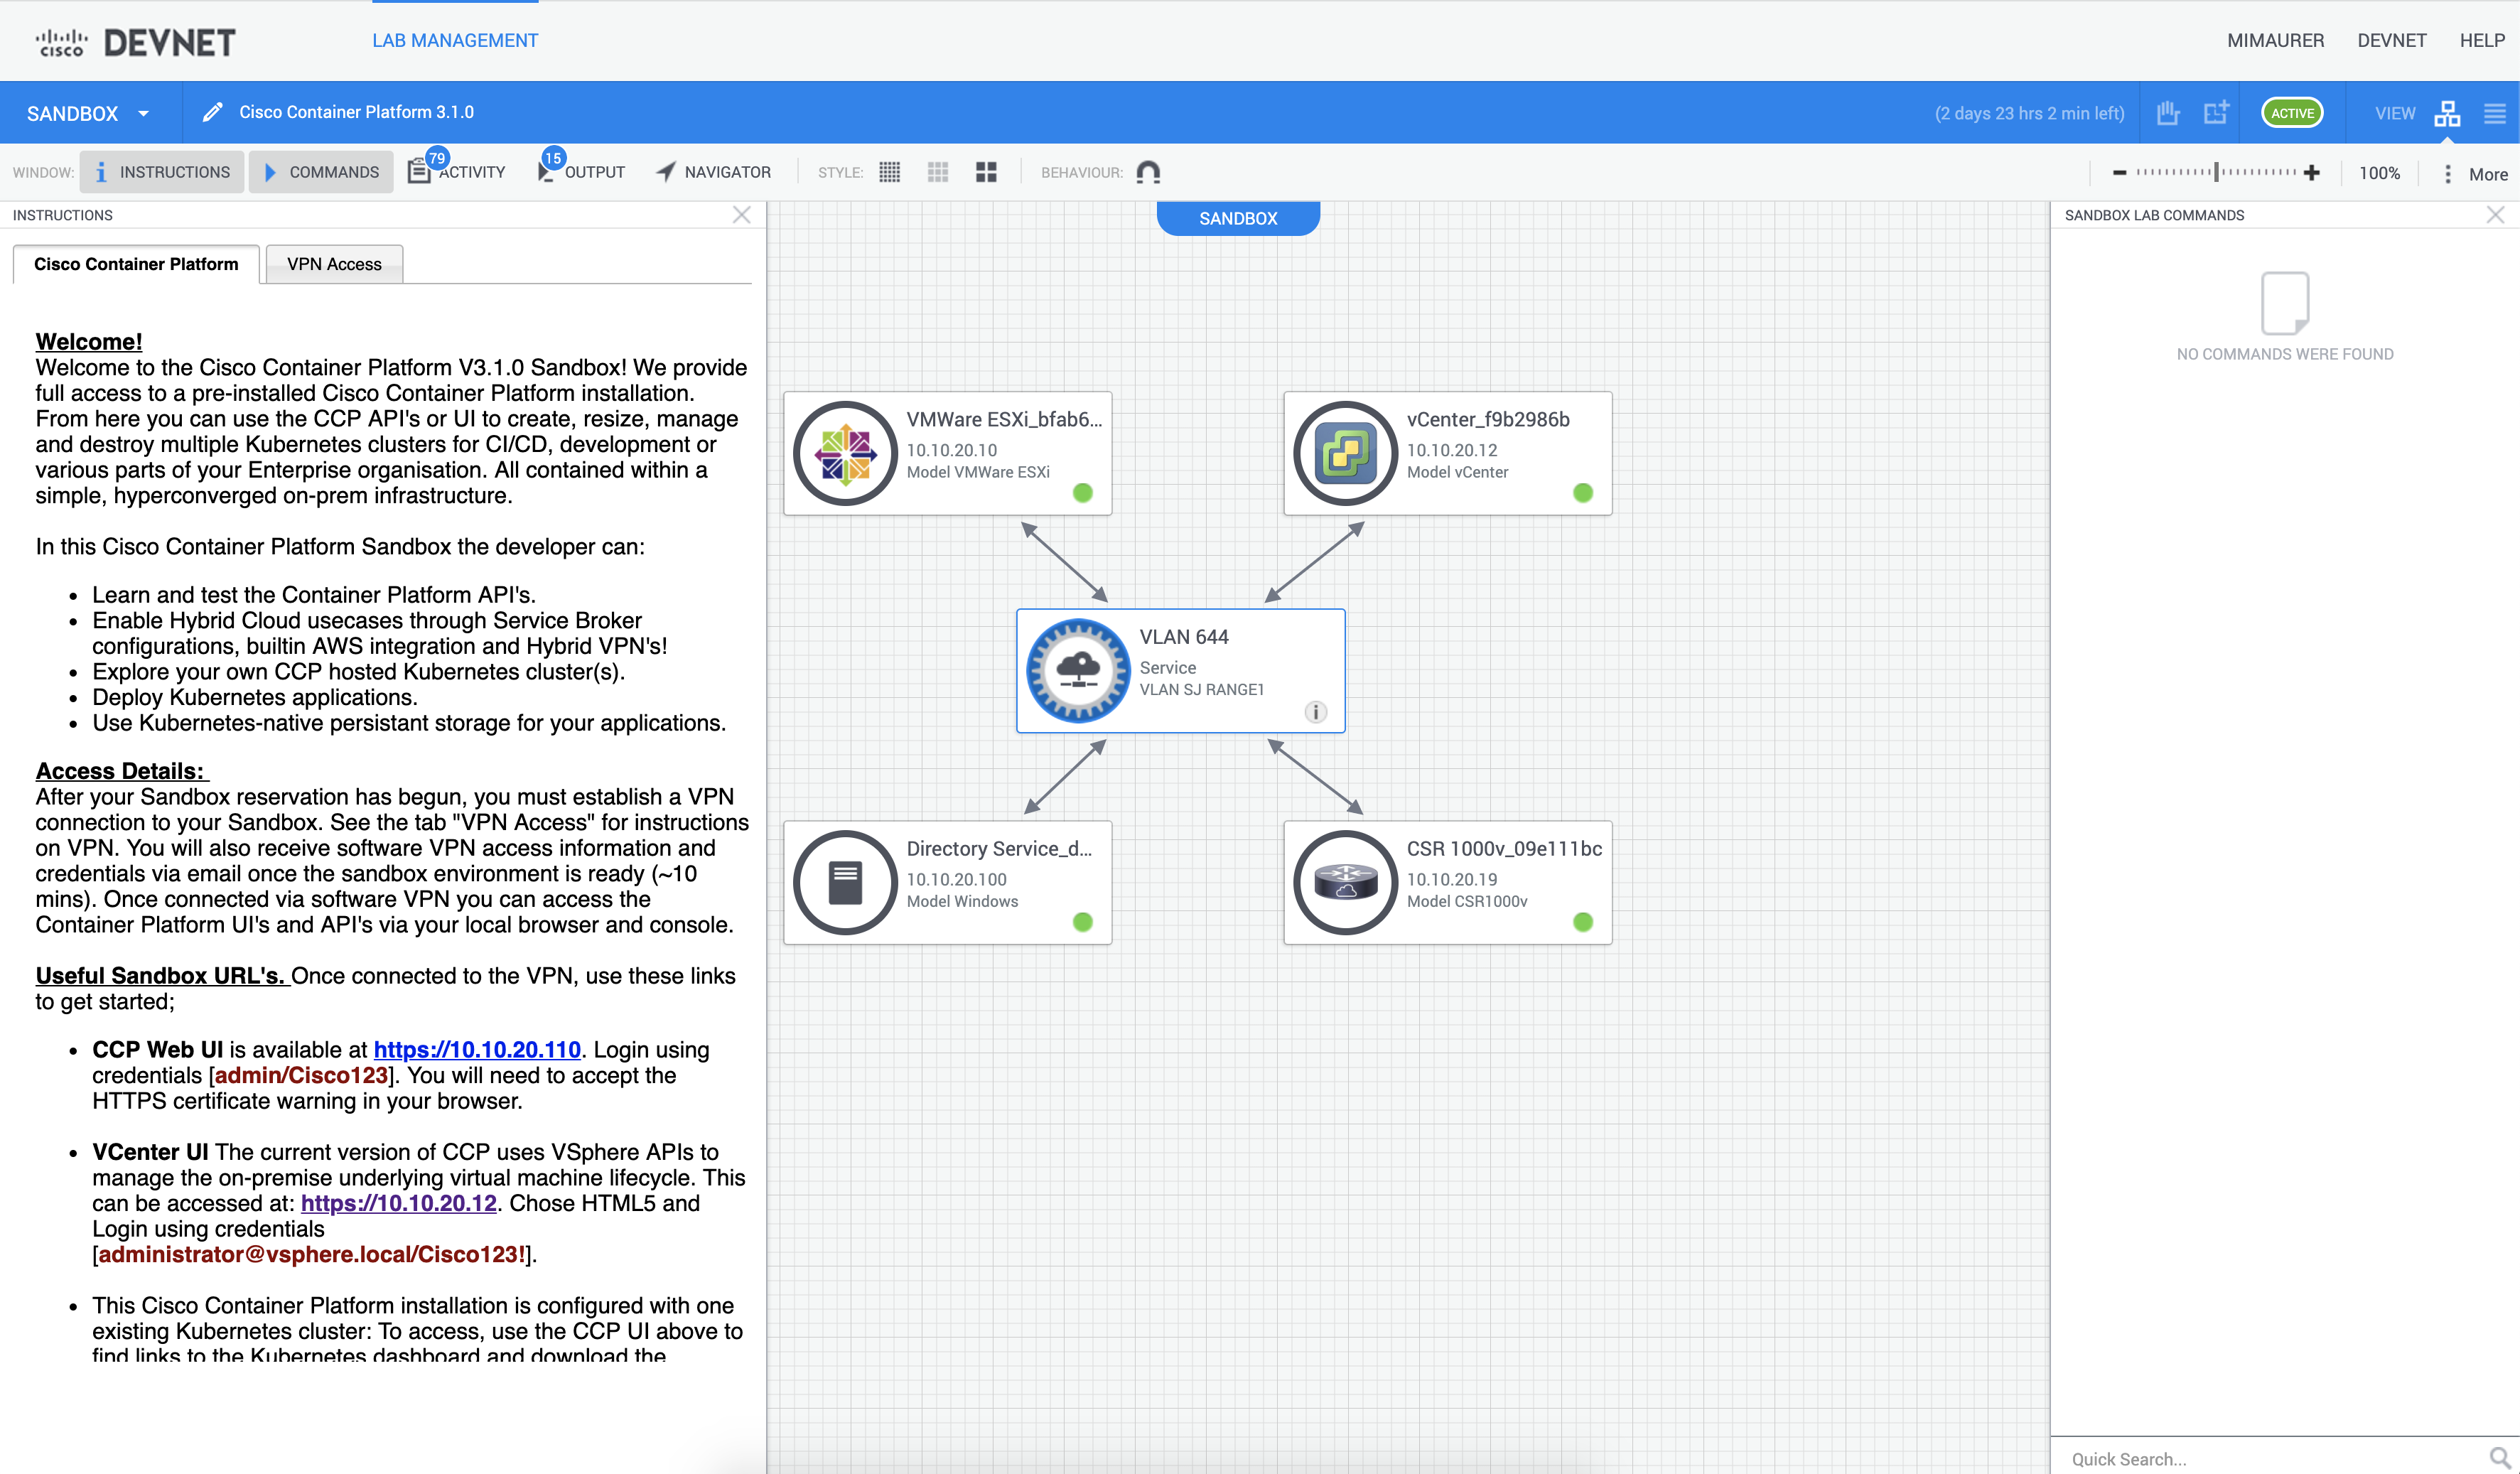 cisco DEVNET
LAB MANAGEMENT
MIMAURER DEVNET HELP
SANDBOX
Cisco Container Platform 3.1.0
(2 days 23 hrs 2 min left)
ACTIVE
VIEW
WINDOW: INSTRUCTIONS COMMANDS 79 ACTIVITY 15 OUTPUT NAVIGATOR STYLE: BEHAVIOUR: 100% More
INSTRUCTIONS
Cisco Container Platform VPN Access
Welcome!
Welcome to the Cisco Container Platform V3.1.0 Sandbox! We provide
full access to a pre-installed Cisco Container Platform installation.
From here you can use the CCP API's or UI to create, resize, manage
and destroy multiple Kubernetes clusters for CI/CD, development or
various parts of your Enterprise organisation. All contained within a
simple, hyperconverged on-prem infrastructure.
In this Cisco Container Platform Sandbox the developer can:
• Learn and test the Container Platform API's.
• Enable Hybrid Cloud usecases through Service Broker
configurations, builtin AWS integration and Hybrid VPN's!
• Explore your own CCP hosted Kubernetes cluster(s).
• Deploy Kubernetes applications.
• Use Kubernetes-native persistant storage for your applications.
Access Details:
After your Sandbox reservation has begun, you must establish a VPN
connection to your Sandbox. See the tab "VPN Access" for instructions
on VPN. You will also receive software VPN access information and
credentials via email once the sandbox environment is ready (~10
mins). Once connected via software VPN you can access the
Container Platform UI's and API's via your local browser and console.
Useful Sandbox URL's. Once connected to the VPN, use these links
to get started;
• CCP Web UI is available at https://10.10.20.110. Login using
credentials [admin/Cisco123]. You will need to accept the
HTTPS certificate warning in your browser.
• VCenter UI The current version of CCP uses VSphere APIs to
manage the on-premise underlying virtual machine lifecycle. This
can be accessed at: https://10.10.20.12. Chose HTML5 and
Login using credentials
[administrator@vsphere.local/Cisco123!].
• This Cisco Container Platform installation is configured with one
existing Kubernetes cluster: To access, use the CCP UI above to
find links to the Kubernetes dashboard and download the
SANDBOX
VMWare ESXi_bfab6...
10.10.20.10
Model VMWare ESXi
vCenter_f9b2986b
10.10.20.12
Model vCenter
VLAN 644
Service
VLAN SJ RANGE1
Directory Service_d...
10.10.20.100
Model Windows
CSR 1000v_09e111bc
10.10.20.19
Model CSR1000v
SANDBOX LAB COMMANDS
NO COMMANDS WERE FOUND
Quick Search...